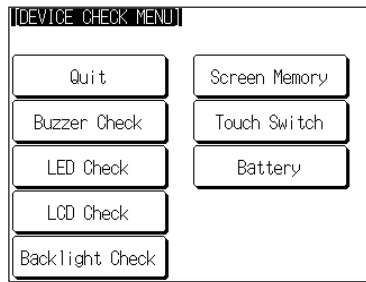 [DEVICE CHECK MENU]
Quit
Buzzer Check
LED Check
LCD Check
Backlight Check
Screen Memory
Touch Switch
Battery